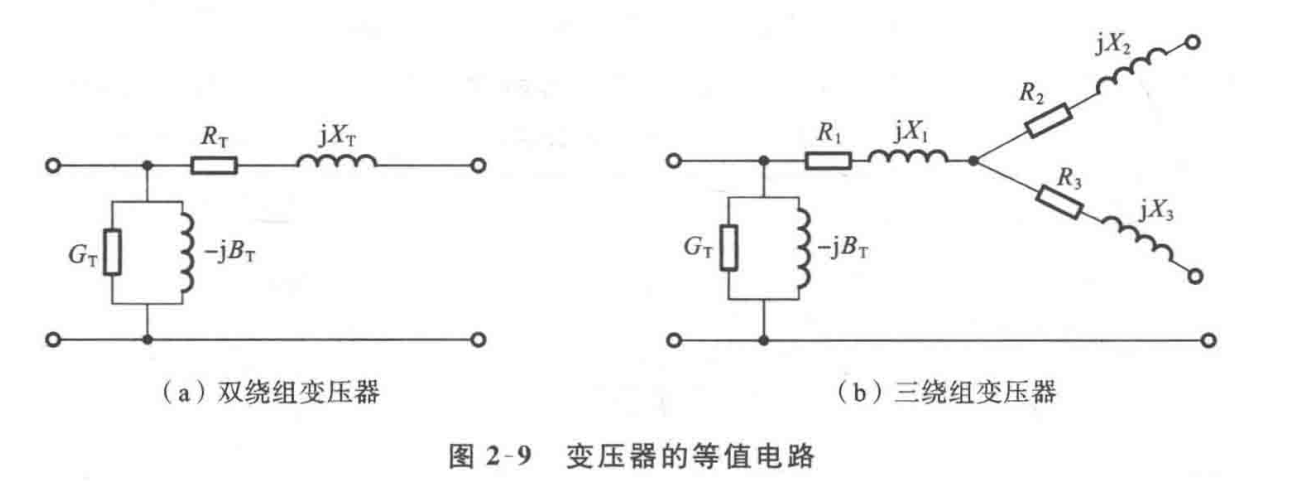 R_T jX_T
G_T -jB_T
(a)双绕组变压器
R_1 jX_1
R_2 jX_2
R_3 jX_3
G_T -jB_T
(b)三绕组变压器
图 2-9 变压器的等值电路